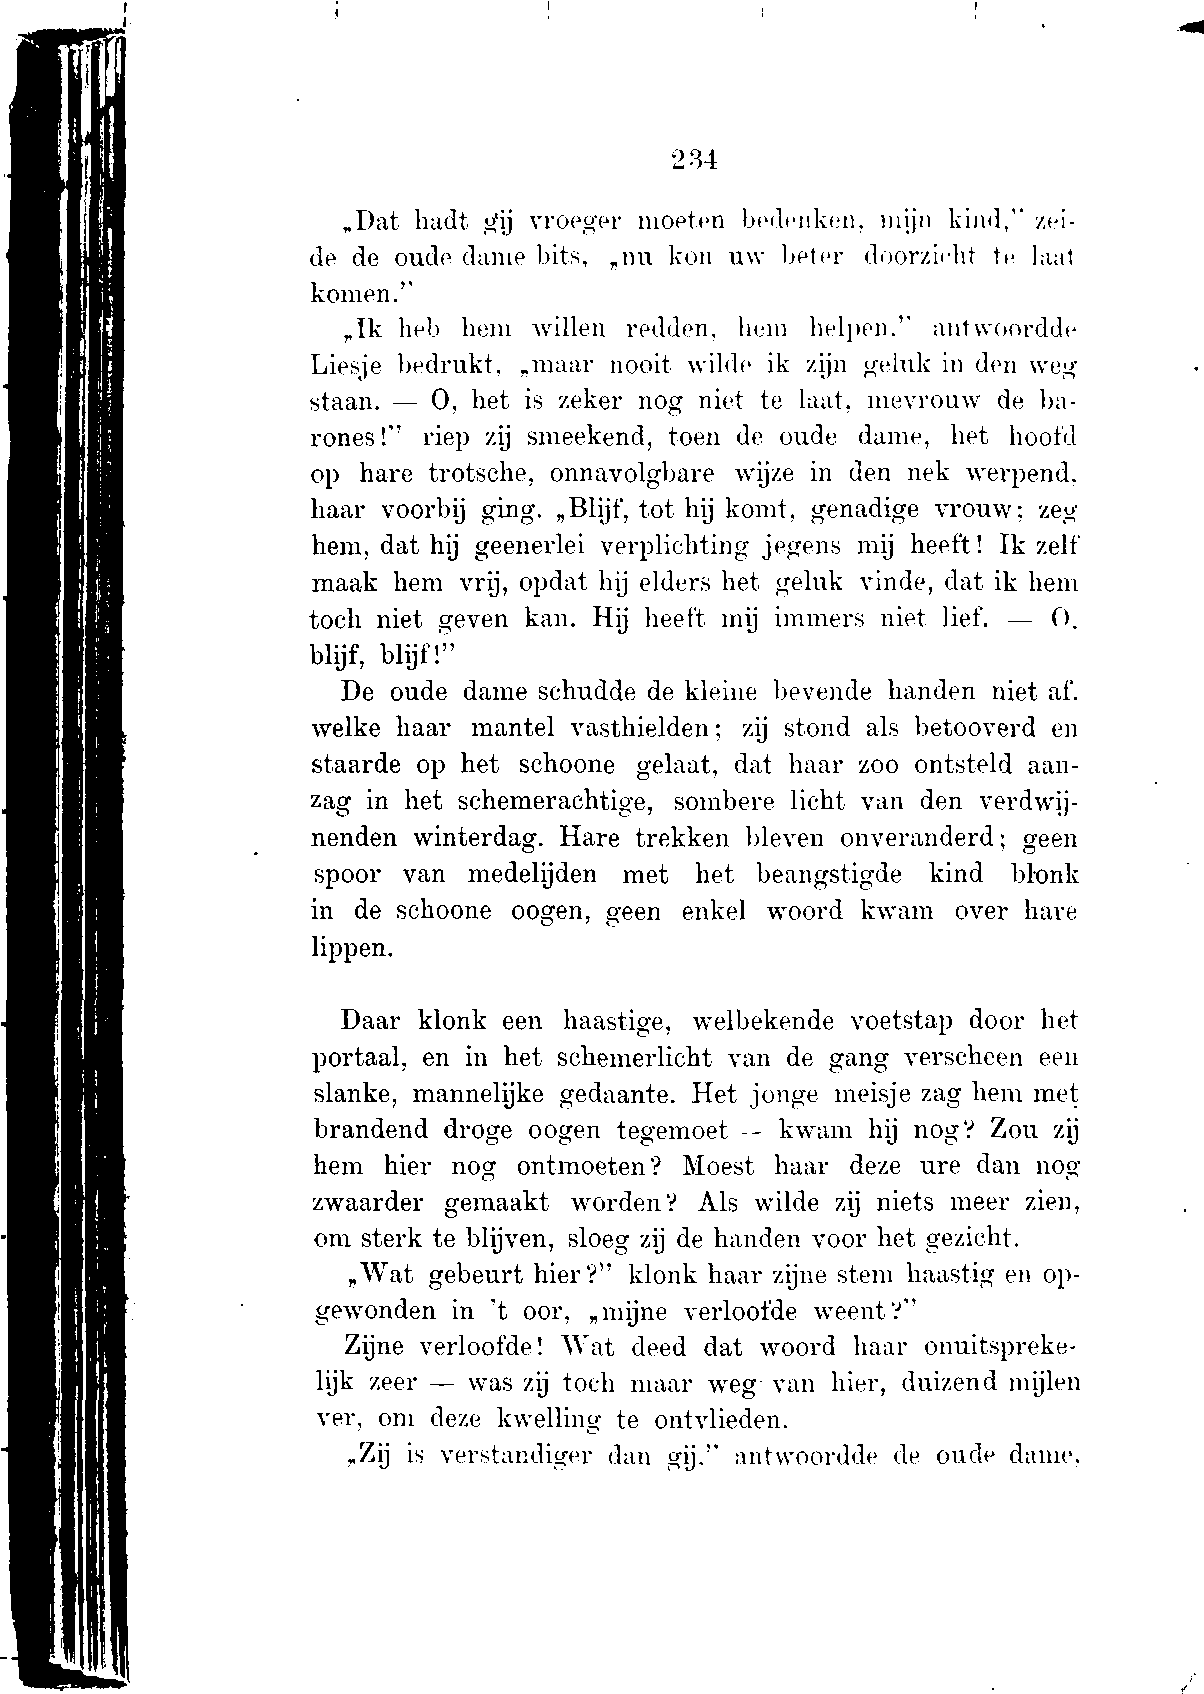 234
„Dat hadt gij vroeger moeten bedenken, mijn kind,” zei-
de de oude dame bits, „nu kon uw beter doorzicht te laat
komen.”
„Ik heb hem willen redden, hem helpen.” antwoordde
Liesje bedrukt, „maar nooit wilde ik zijn geluk in den weg
staan. — O, het is zeker nog niet te laat, mevrouw de ba-
rones!” riep zij smeekend, toen de oude dame, het hoofd
op hare trotsche, onnavolgbare wijze in den nek werpend,
haar voorbij ging. „Blijf, tot hij komt, genadige vrouw; zeg
hem, dat hij geenerlei verplichting jegens mij heeft! Ik zelf
maak hem vrij, opdat hij elders het geluk vinde, dat ik hem
toch niet geven kan. Hij heeft mij immers niet lief. — O,
blijf, blijf!”
De oude dame schudde de kleine bevende handen niet af.
welke haar mantel vasthielden; zij stond als betooverd en
staarde op het schoone gelaat, dat haar zoo ontsteld aan-
zag in het schemerachtige, sombere licht van den verdwij-
nenden winterdag. Hare trekken bleven onveranderd; geen
spoor van medelijden met het beangstigde kind blonk
in de schoone oogen, geen enkel woord kwam over hare
lippen.
Daar klonk een haastige, welbekende voetstap door het
portaal, en in het schemerlicht van de gang verscheen een
slanke, mannelijke gedaante. Het jonge meisje zag hem met
brandend droge oogen tegemoet -- kwam hij nog? Zou zij
hem hier nog ontmoeten? Moest haar deze ure dan nog
zwaarder gemaakt worden? Als wilde zij niets meer zien,
om sterk te blijven, sloeg zij de handen voor het gezicht.
„Wat gebeurt hier?” klonk haar zijne stem haastig en op-
gewonden in 't oor, „mijne verloofde weent?”
Zijne verloofde! Wat deed dat woord haar onuitspreke-
lijk zeer — was zij toch maar weg van hier, duizend mijlen
ver, om deze kwelling te ontvlieden.
„Zij is verstandiger dan gij.” antwoordde de oude dame,